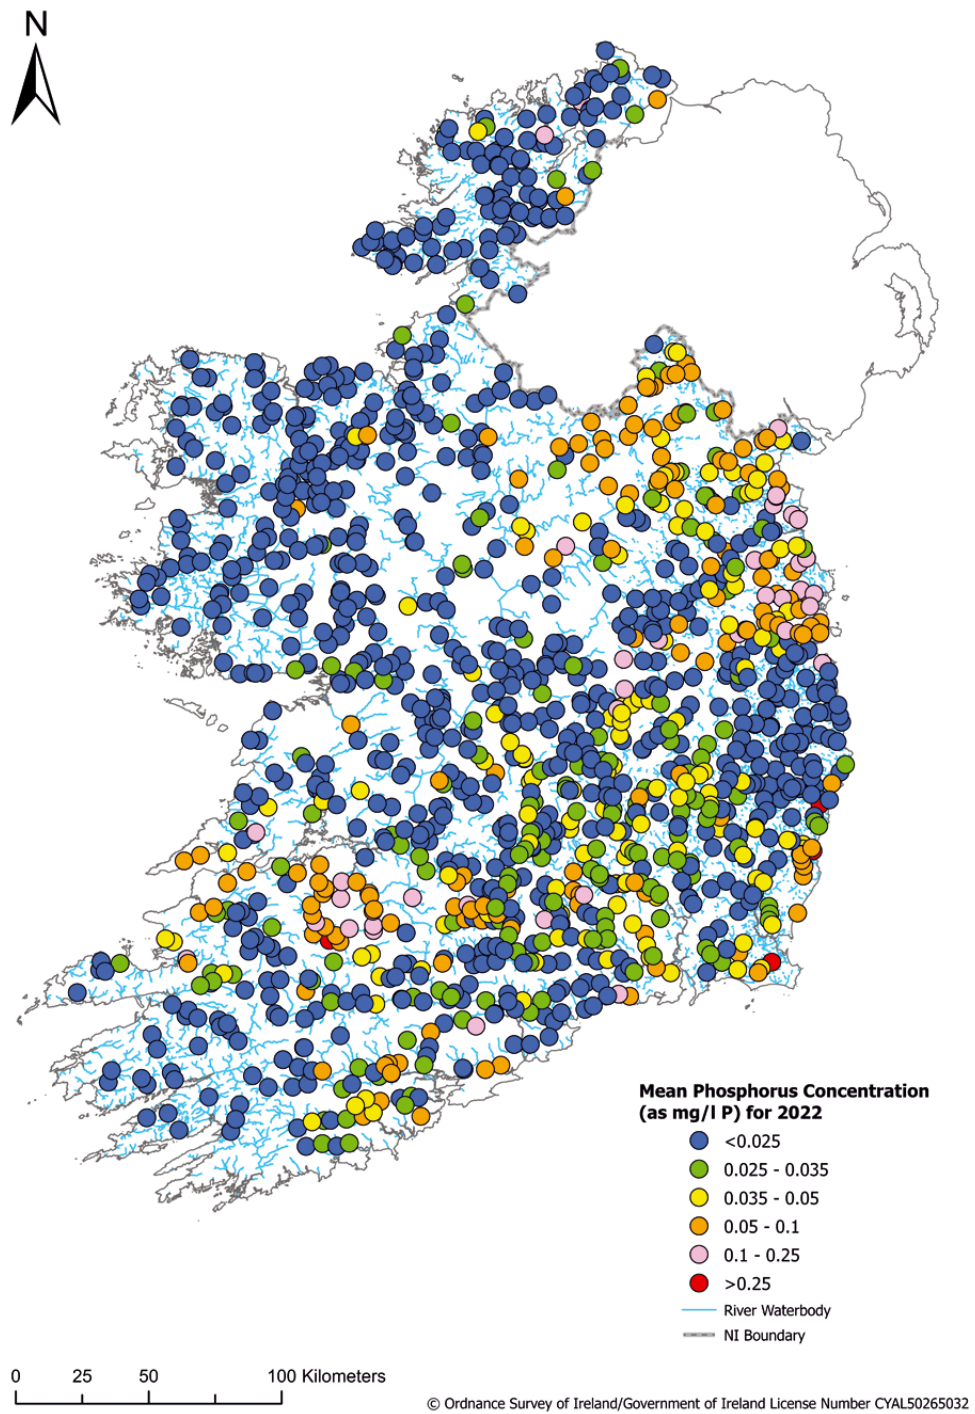 N
Mean Phosphorus Concentration
(as mg/l P) for 2022
<0.025
0.025 - 0.035
0.035 - 0.05
0.05 - 0.1
0.1 - 0.25
>0.25
River Waterbody
NI Boundary
0 25 50 100 Kilometers
© Ordnance Survey of Ireland/Government of Ireland License Number CYAL50265032